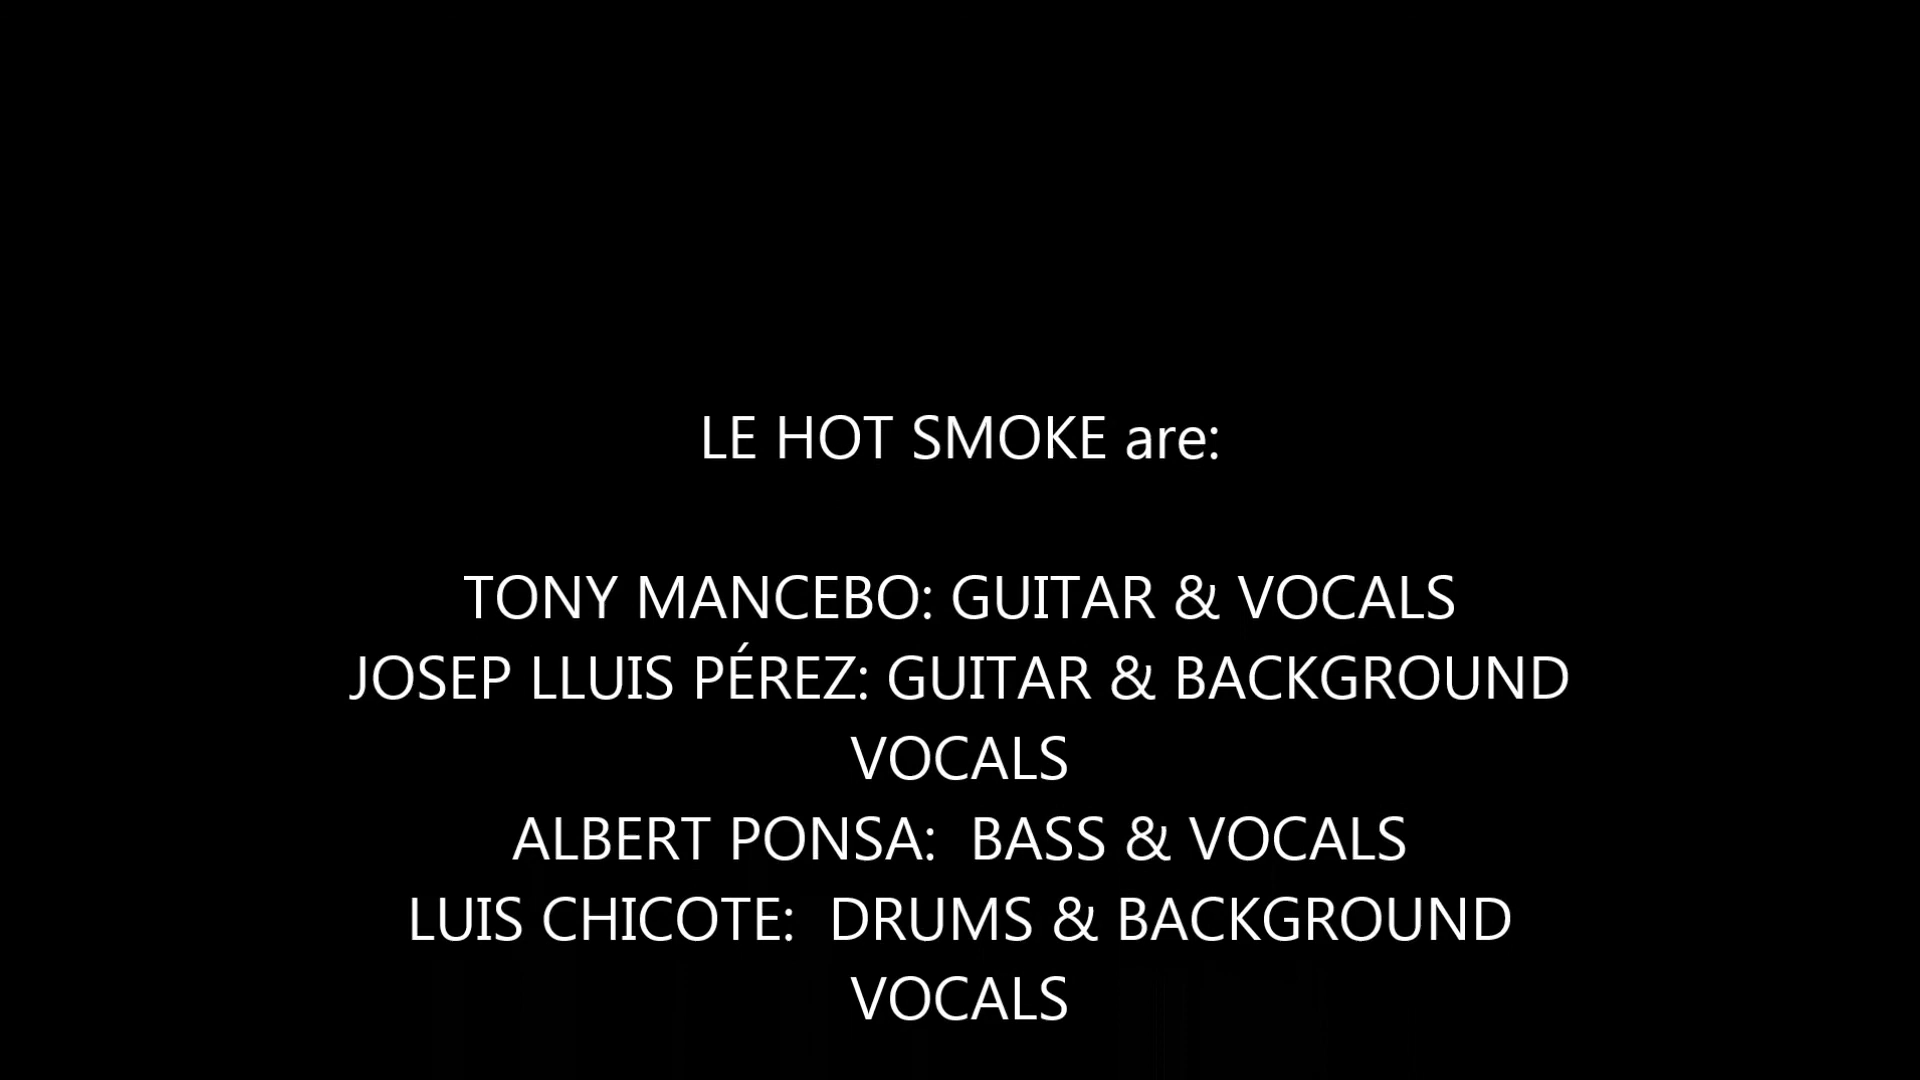 LE HOT SMOKE are:
TONY MANCEBO: GUITAR & VOCALS
JOSEP LLUIS PÉREZ: GUITAR & BACKGROUND
VOCALS
ALBERT PONSA:  BASS & VOCALS
LUIS CHICOTE:  DRUMS & BACKGROUND
VOCALS